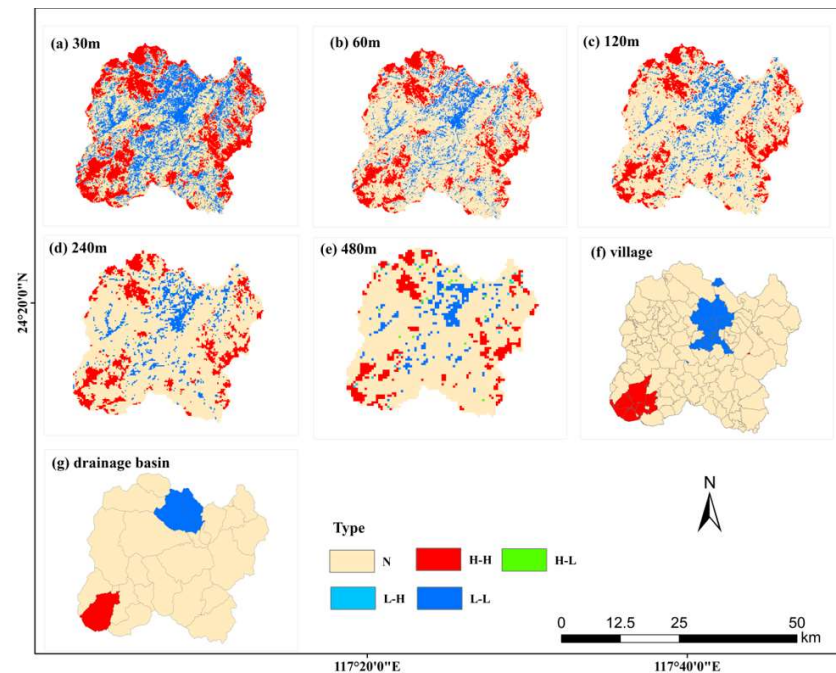 (a) 30m
(b) 60m
(c) 120m
(d) 240m
(e) 480m
(f) village
24°20'0"N
(g) drainage basin
N
Type
N
H-H
H-L
L-H
L-L
0 12.5 25 50
km
117°20'0"E
117°40'0"E